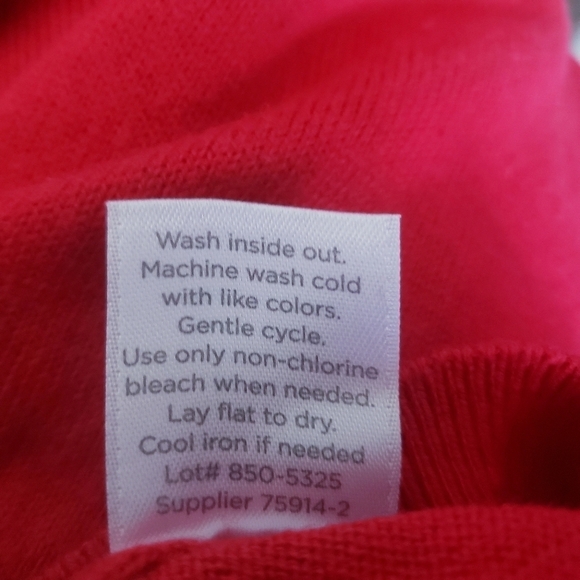 Wash inside out.
Machine wash cold
with like colors.
Gentle cycle.
Use only non-chlorine
bleach when needed.
Lay flat to dry.
Cool iron if needed
Lot# 850-5325
Supplier 75914-2